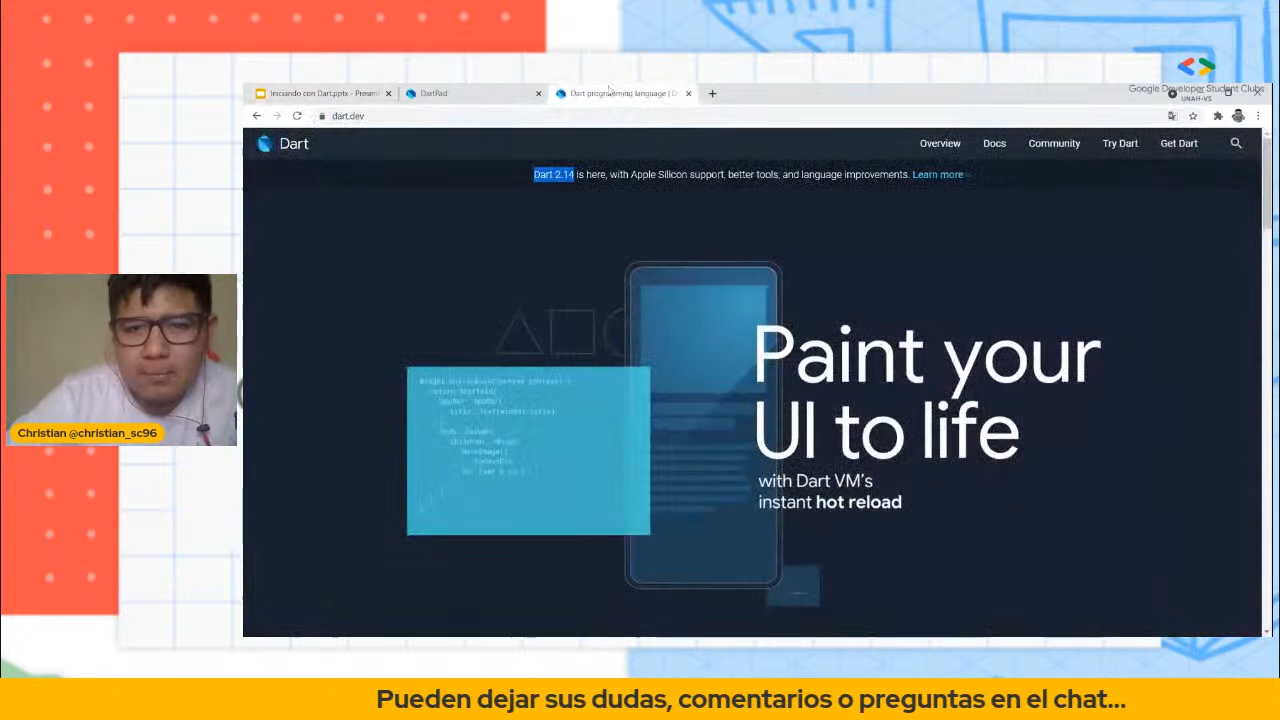 Iniciando con Dart.pptx - Present
DartPad
Dart programming language | D
Google Developer Student Clubs
UNAH-VS
dart.dev
Dart
Overview
Docs
Community
Try Dart
Get Dart
Dart 2.14 is here, with Apple Silicon support, better tools, and language improvements. Learn more
Paint your
UI to life
with Dart VM's
instant hot reload
Christian @christian_sc96
Pueden dejar sus dudas, comentarios o preguntas en el chat...